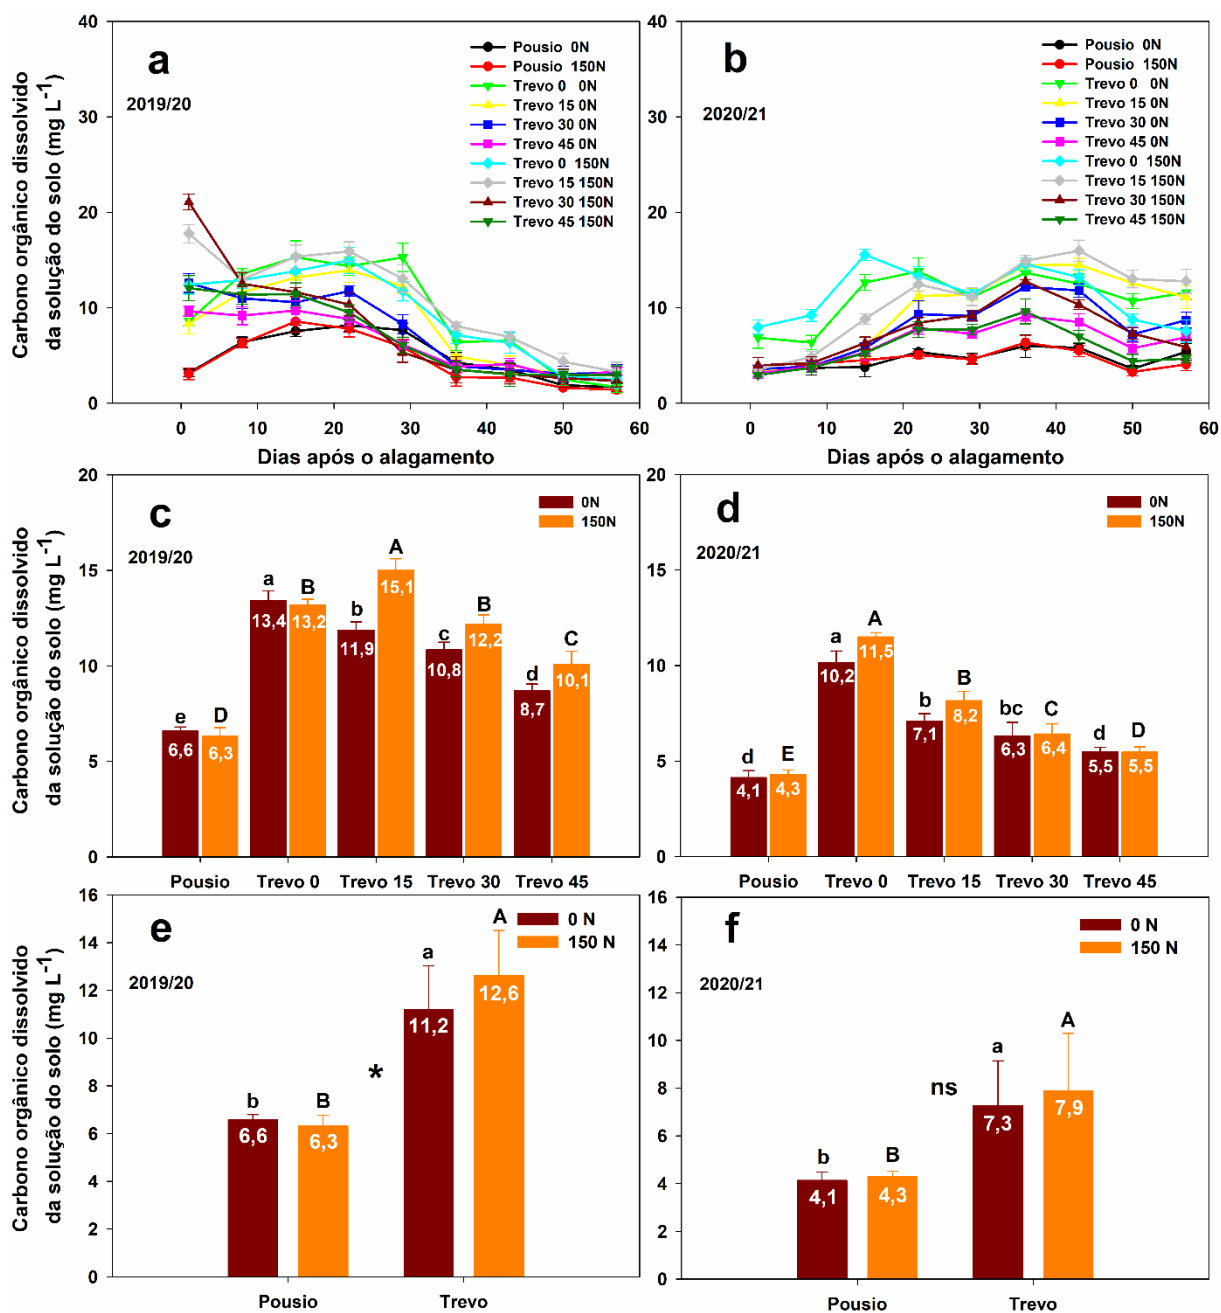 Carbono orgânico dissolvido
da solução do solo (mg L⁻¹)
40
30
20
10
0
a
2019/20
Pousio 0N
Pousio 150N
Trevo 0 0N
Trevo 15 0N
Trevo 30 0N
Trevo 45 0N
Trevo 0 150N
Trevo 15 150N
Trevo 30 150N
Trevo 45 150N
0 10 20 30 40 50 60
Dias após o alagamento
40
30
20
10
0
b
2020/21
Pousio 0N
Pousio 150N
Trevo 0 0N
Trevo 15 0N
Trevo 30 0N
Trevo 45 0N
Trevo 0 150N
Trevo 15 150N
Trevo 30 150N
Trevo 45 150N
0 10 20 30 40 50 60
Dias após o alagamento
Carbono orgânico dissolvido
da solução do solo (mg L⁻¹)
20
15
10
5
0
c
2019/20
0N
150N
e D a B b A c B d C
6,6 6,3 13,4 13,2 11,9 15,1 10,8 12,2 8,7 10,1
Pousio Trevo 0 Trevo 15 Trevo 30 Trevo 45
20
15
10
5
0
d
2020/21
0N
150N
d E a A b B bc C d D
4,1 4,3 10,2 11,5 7,1 8,2 6,3 6,4 5,5 5,5
Pousio Trevo 0 Trevo 15 Trevo 30 Trevo 45
Carbono orgânico dissolvido
da solução do solo (mg L⁻¹)
16
14
12
10
8
6
4
2
0
e
2019/20
0 N
150 N
b B * a A
6,6 6,3 11,2 12,6
Pousio Trevo
16
14
12
10
8
6
4
2
0
f
2020/21
0 N
150 N
b B ns a A
4,1 4,3 7,3 7,9
Pousio Trevo